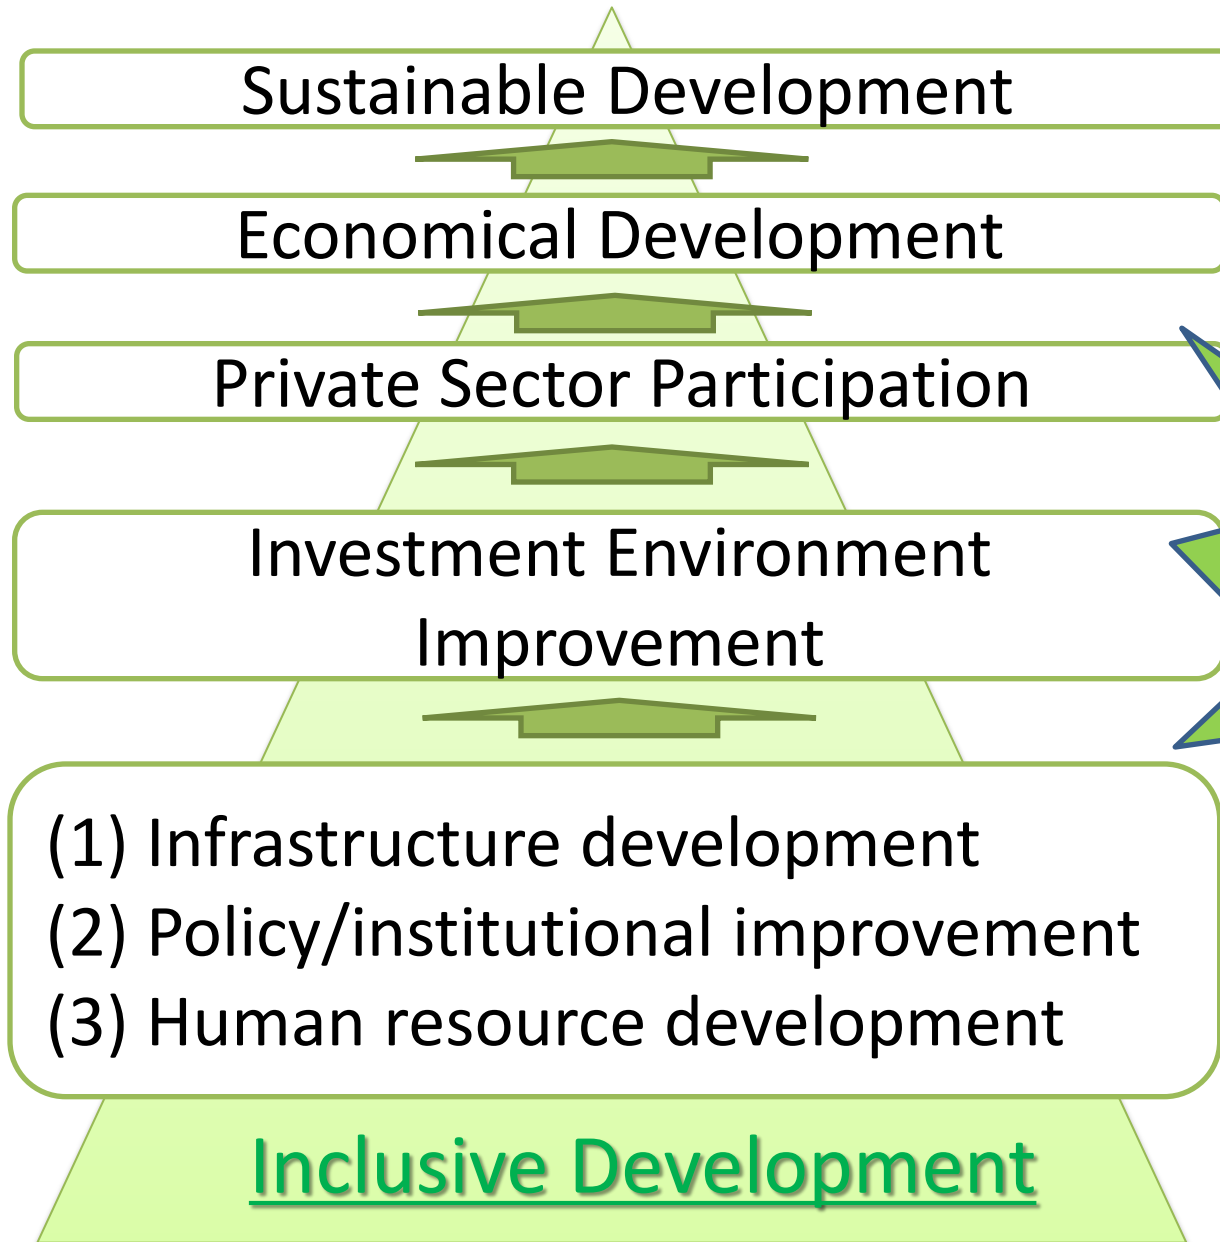 Sustainable Development
Economical Development
Private Sector Participation
Investment Environment
Improvement
(1) Infrastructure development
(2) Policy/institutional improvement
(3) Human resource development
Inclusive Development